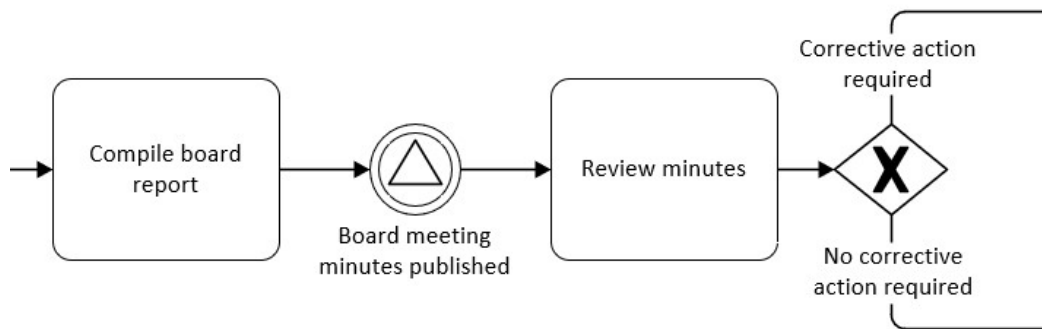 Compile board
report
Board meeting
minutes published
Review minutes
Corrective action
required
No corrective
action required